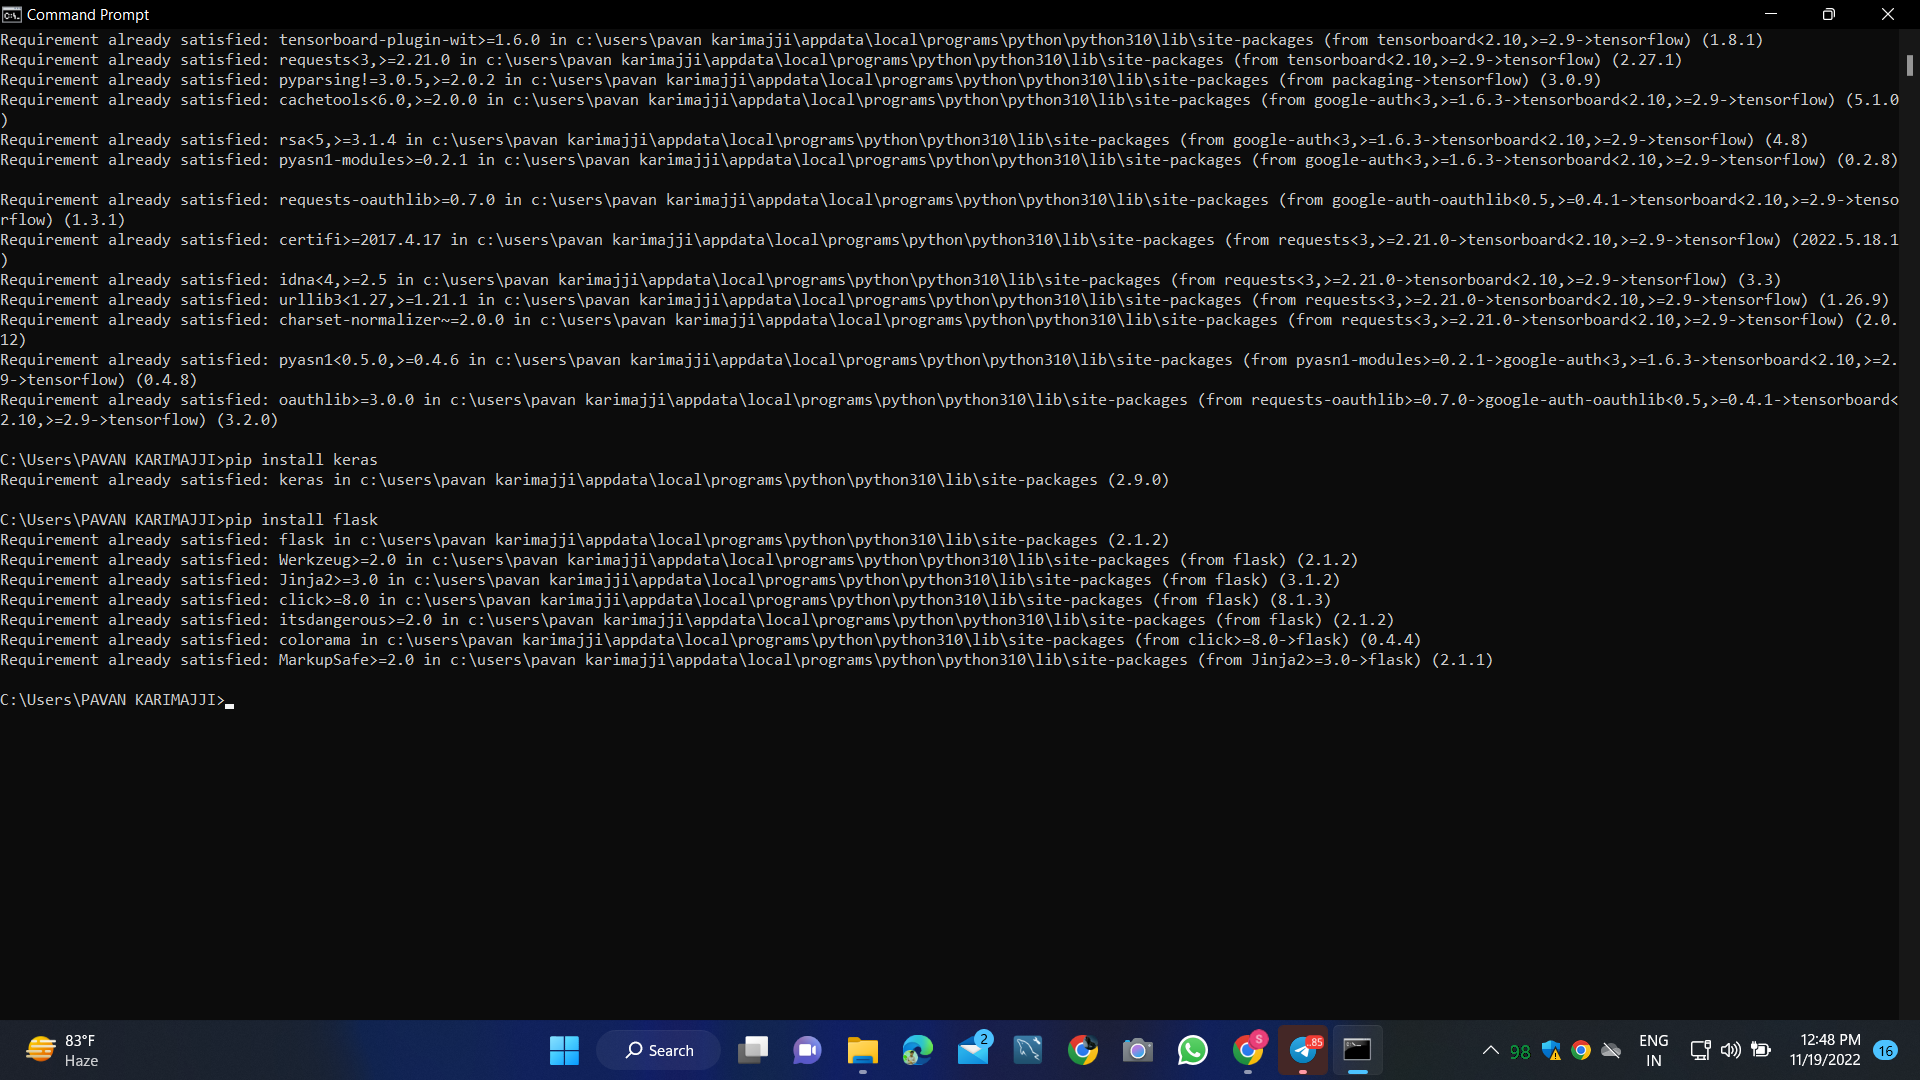 Command Prompt
Requirement already satisfied: tensorboard-plugin-wit>=1.6.0 in c:\users\pavan karimajji\appdata\local\programs\python\python310\lib\site-packages (from tensorboard<2.10,>=2.9->tensorflow) (1.8.1)
Requirement already satisfied: requests<3,>=2.21.0 in c:\users\pavan karimajji\appdata\local\programs\python\python310\lib\site-packages (from tensorboard<2.10,>=2.9->tensorflow) (2.27.1)
Requirement already satisfied: pyparsing!=3.0.5,>=2.0.2 in c:\users\pavan karimajji\appdata\local\programs\python\python310\lib\site-packages (from packaging->tensorflow) (3.0.9)
Requirement already satisfied: cachetools<6.0,>=2.0.0 in c:\users\pavan karimajji\appdata\local\programs\python\python310\lib\site-packages (from google-auth<3,>=1.6.3->tensorboard<2.10,>=2.9->tensorflow) (5.1.0
)
Requirement already satisfied: rsa<5,>=3.1.4 in c:\users\pavan karimajji\appdata\local\programs\python\python310\lib\site-packages (from google-auth<3,>=1.6.3->tensorboard<2.10,>=2.9->tensorflow) (4.8)
Requirement already satisfied: pyasn1-modules>=0.2.1 in c:\users\pavan karimajji\appdata\local\programs\python\python310\lib\site-packages (from google-auth<3,>=1.6.3->tensorboard<2.10,>=2.9->tensorflow) (0.2.8)
Requirement already satisfied: requests-oauthlib>=0.7.0 in c:\users\pavan karimajji\appdata\local\programs\python\python310\lib\site-packages (from google-auth-oauthlib<0.5,>=0.4.1->tensorboard<2.10,>=2.9->tenso
rflow) (1.3.1)
Requirement already satisfied: certifi>=2017.4.17 in c:\users\pavan karimajji\appdata\local\programs\python\python310\lib\site-packages (from requests<3,>=2.21.0->tensorboard<2.10,>=2.9->tensorflow) (2022.5.18.1
)
Requirement already satisfied: idna<4,>=2.5 in c:\users\pavan karimajji\appdata\local\programs\python\python310\lib\site-packages (from requests<3,>=2.21.0->tensorboard<2.10,>=2.9->tensorflow) (3.3)
Requirement already satisfied: urllib3<1.27,>=1.21.1 in c:\users\pavan karimajji\appdata\local\programs\python\python310\lib\site-packages (from requests<3,>=2.21.0->tensorboard<2.10,>=2.9->tensorflow) (1.26.9)
Requirement already satisfied: charset-normalizer~=2.0.0 in c:\users\pavan karimajji\appdata\local\programs\python\python310\lib\site-packages (from requests<3,>=2.21.0->tensorboard<2.10,>=2.9->tensorflow) (2.0.
12)
Requirement already satisfied: pyasn1<0.5.0,>=0.4.6 in c:\users\pavan karimajji\appdata\local\programs\python\python310\lib\site-packages (from pyasn1-modules>=0.2.1->google-auth<3,>=1.6.3->tensorboard<2.10,>=2.
9->tensorflow) (0.4.8)
Requirement already satisfied: oauthlib>=3.0.0 in c:\users\pavan karimajji\appdata\local\programs\python\python310\lib\site-packages (from requests-oauthlib>=0.7.0->google-auth-oauthlib<0.5,>=0.4.1->tensorboard<
2.10,>=2.9->tensorflow) (3.2.0)
C:\Users\PAVAN KARIMAJJI>pip install keras
Requirement already satisfied: keras in c:\users\pavan karimajji\appdata\local\programs\python\python310\lib\site-packages (2.9.0)
C:\Users\PAVAN KARIMAJJI>pip install flask
Requirement already satisfied: flask in c:\users\pavan karimajji\appdata\local\programs\python\python310\lib\site-packages (2.1.2)
Requirement already satisfied: Werkzeug>=2.0 in c:\users\pavan karimajji\appdata\local\programs\python\python310\lib\site-packages (from flask) (2.1.2)
Requirement already satisfied: Jinja2>=3.0 in c:\users\pavan karimajji\appdata\local\programs\python\python310\lib\site-packages (from flask) (3.1.2)
Requirement already satisfied: click>=8.0 in c:\users\pavan karimajji\appdata\local\programs\python\python310\lib\site-packages (from flask) (8.1.3)
Requirement already satisfied: itsdangerous>=2.0 in c:\users\pavan karimajji\appdata\local\programs\python\python310\lib\site-packages (from flask) (2.1.2)
Requirement already satisfied: colorama in c:\users\pavan karimajji\appdata\local\programs\python\python310\lib\site-packages (from click>=8.0->flask) (0.4.4)
Requirement already satisfied: MarkupSafe>=2.0 in c:\users\pavan karimajji\appdata\local\programs\python\python310\lib\site-packages (from Jinja2>=3.0->flask) (2.1.1)
C:\Users\PAVAN KARIMAJJI>
83°F
Haze
Search
2
S
.85
98
ENG
IN
12:48 PM
11/19/2022
16